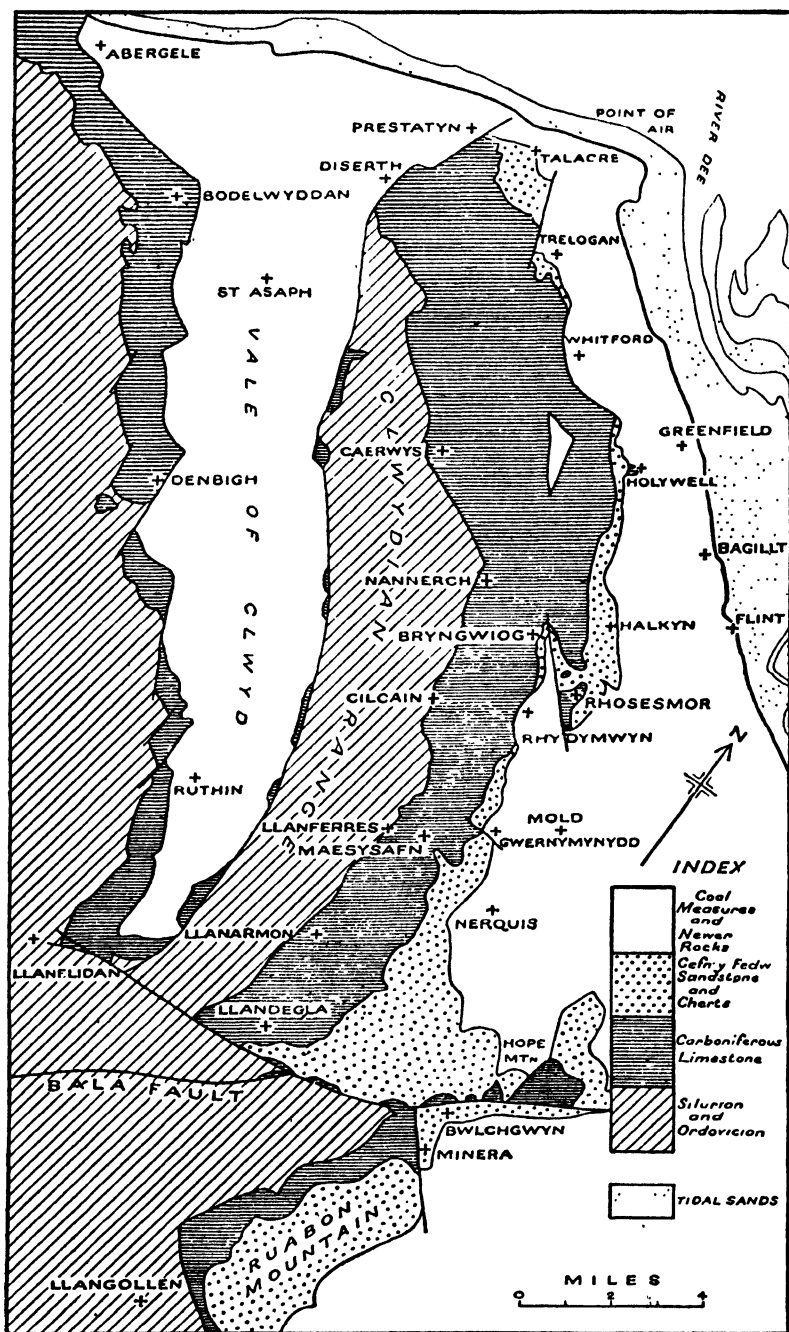 ABERGELE
POINT OF
AIR
RIVER DEE
PRESTATYN
TALACRE
DISERTH
BODELWYDDAN
TRELOGAN
ST ASAPH
WHITFORD
VALE OF CLWYD
CLWYDIAN RANGE
GREENFIELD
CAERWYS
HOLYWELL
DENBIGH
BAGILLT
NANNERCH
BRYNGWIOG
HALKYN
FLINT
CILCAIN
RHOSESMOR
RHYDYMWYN
N
RUTHIN
LLANFERRES
MOLD
MAESYSAFN
GWERNYMYNYDD
INDEX
Coal
Measures
and
Newer
Rocks
NERQUIS
LLANARMON
LLANELIDAN
Cefn-y Fedw
Sandstone
and
Cherts
LLANDEGLA
HOPE
MTN
Carboniferous
Limestone
BALA FAULT
Silurian
and
Ordovician
BWLCHGWYN
MINERA
TIDAL SANDS
RUABON
MOUNTAIN
LLANGOLLEN
MILES
0 2 4